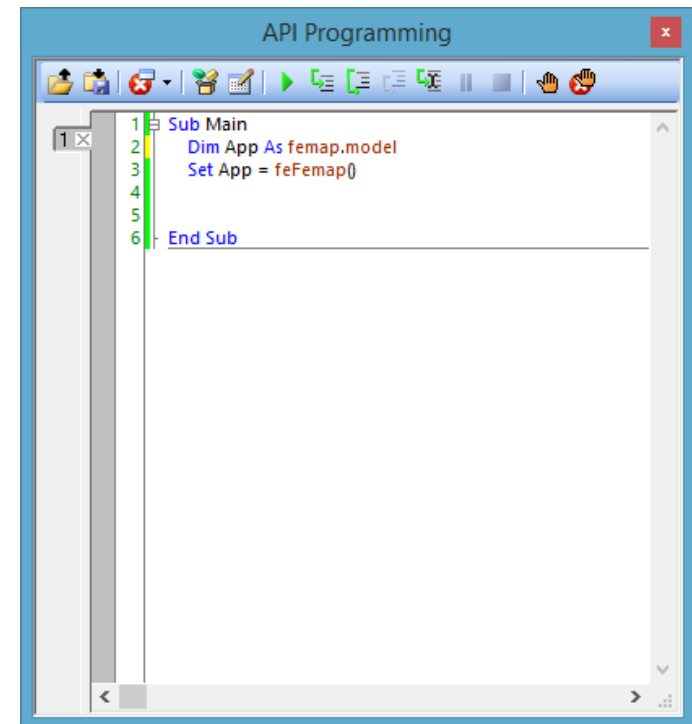 API Programming
1
1 Sub Main
2 Dim App As femap.model
3 Set App = feFemap()
4
5
6 End Sub